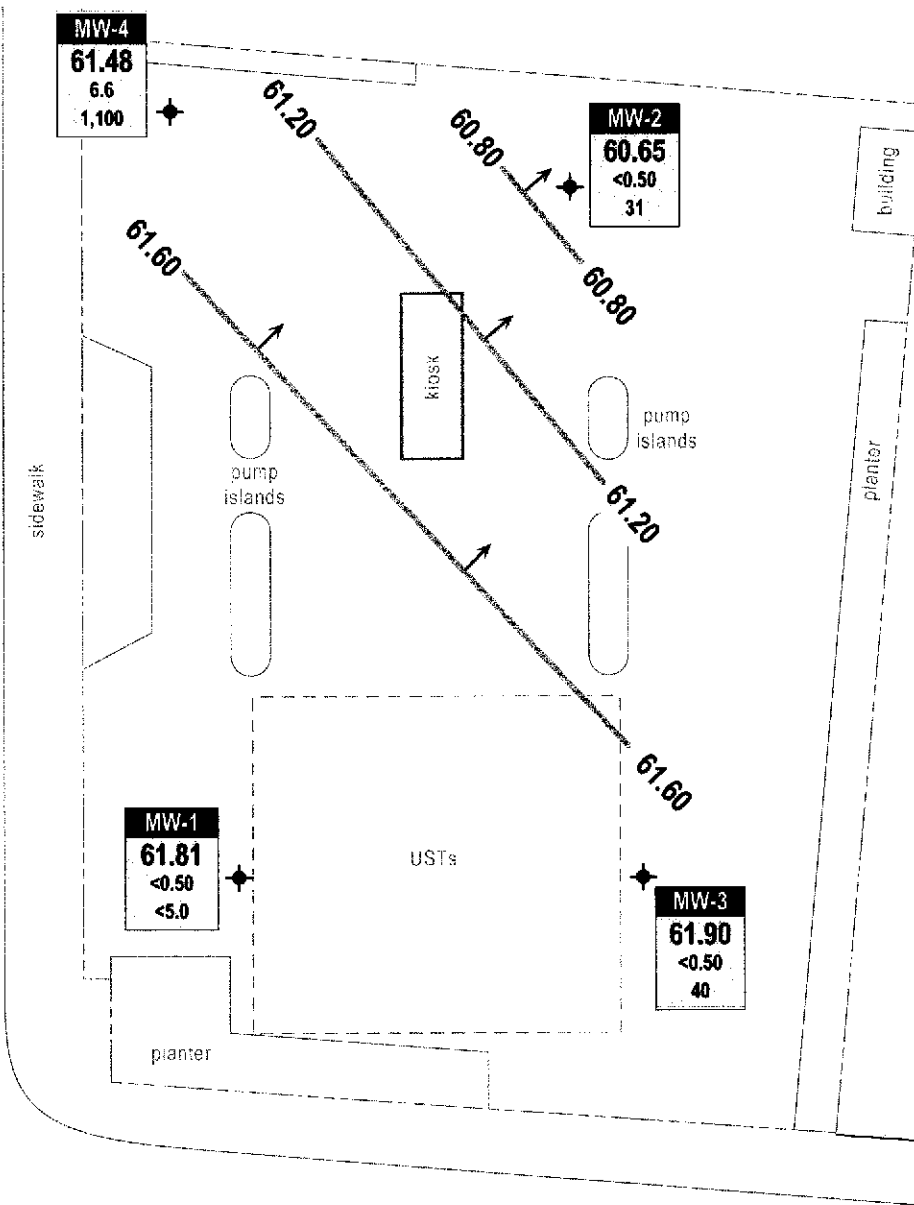 MW-4
61.48
6.6
1,100
61.20
60.80
MW-2
60.65
<0.50
31
building
61.60
60.80
kiosk
pump
islands
pump
islands
planter
sidewalk
61.20
61.60
MW-1
61.81
<0.50
<5.0
USTs
MW-3
61.90
<0.50
40
planter